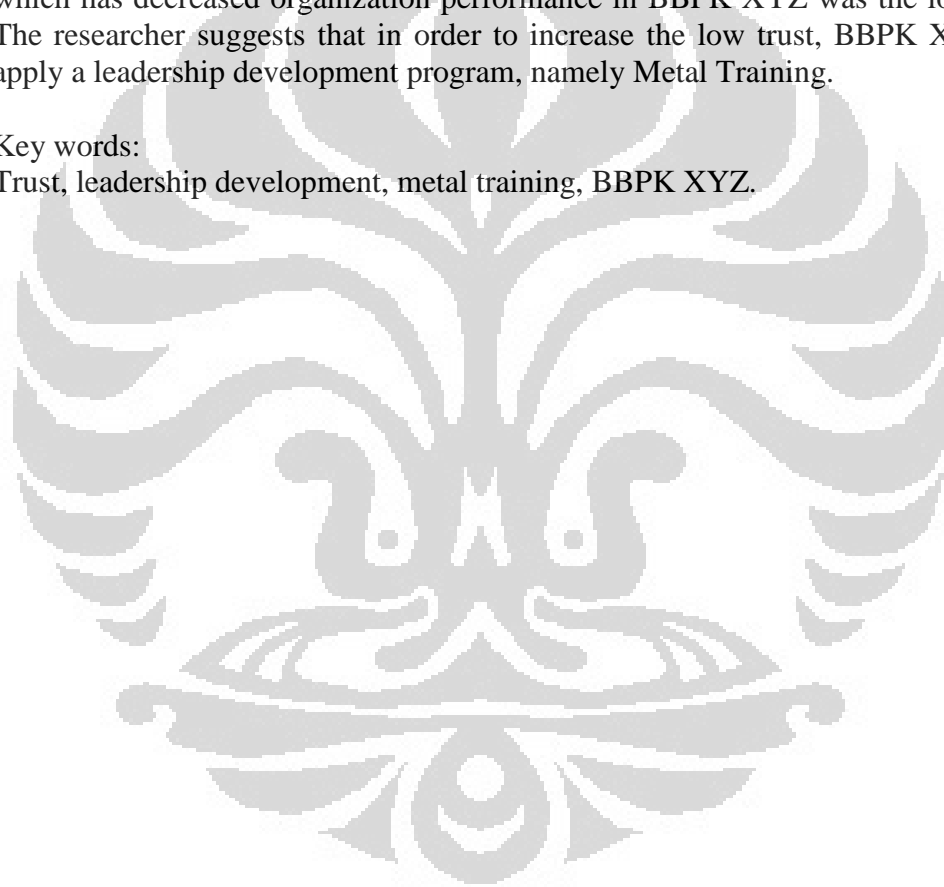 which has decreased organization performance in BBPK XYZ was the lo
The researcher suggests that in order to increase the low trust, BBPK X
apply a leadership development program, namely Metal Training.
Key words:
Trust, leadership development, metal training, BBPK XYZ.